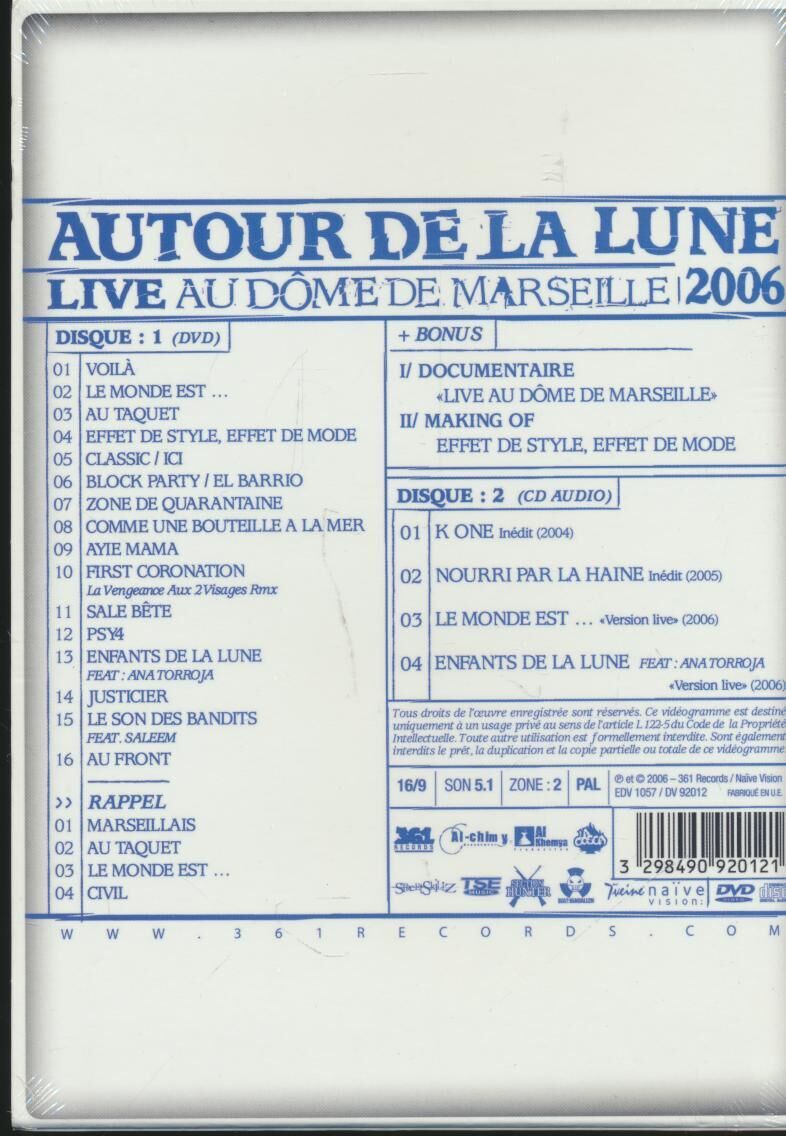 AUTOUR DE LA LUNE
LIVE AU DÔME DE MARSEILLE | 2006
DISQUE : 1 (DVD)
01 VOILÀ
02 LE MONDE EST ...
03 AU TAQUET
04 EFFET DE STYLE, EFFET DE MODE
05 CLASSIC / ICI
06 BLOCK PARTY / EL BARRIO
07 ZONE DE QUARANTAINE
08 COMME UNE BOUTEILLE A LA MER
09 AYIE MAMA
10 FIRST CORONATION
La Vengeance Aux 2 Visages Rmx
11 SALE BÊTE
12 PSY4
13 ENFANTS DE LA LUNE
FEAT : ANA TORROJA
14 JUSTICIER
15 LE SON DES BANDITS
FEAT. SALEEM
16 AU FRONT
>> RAPPEL
01 MARSEILLAIS
02 AU TAQUET
03 LE MONDE EST ...
04 CIVIL
+ BONUS
I/ DOCUMENTAIRE
«LIVE AU DÔME DE MARSEILLE»
II/ MAKING OF
EFFET DE STYLE, EFFET DE MODE
DISQUE : 2 (CD AUDIO)
01 K ONE Inédit (2004)
02 NOURRI PAR LA HAINE Inédit (2005)
03 LE MONDE EST ... «Version live» (2006)
04 ENFANTS DE LA LUNE FEAT : ANA TORROJA
«Version live» (2006)
Tous droits de l'œuvre enregistrée sont réservés. Ce vidéogramme est destiné
uniquement à un usage privé au sens de l'article L 122-5 du Code de la Propriété
Intellectuelle. Toute autre utilisation est formellement interdite. Sont également
interdits le prêt, la duplication et la copie partielle ou totale de ce vidéogramme
16/9 SON 5.1 ZONE : 2 PAL
℗ et © 2006 – 361 Records / Naïve Vision
EDV 1057 / DV 92012 FABRIQUÉ EN U.E.
361 RECORDS Al-chimy Al Khemya
3 298490 920121
Street Skillz TSE MUSIC SECTION HUNTER naïve vision: DVD
WWW.361RECORDS.COM